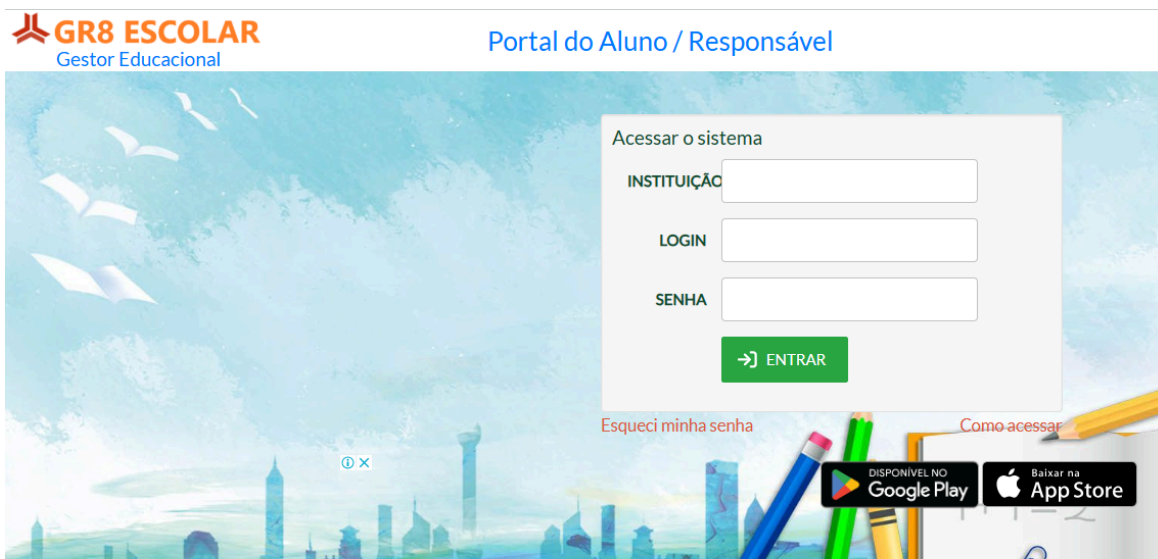 GR8 ESCOLAR
Gestor Educacional
Portal do Aluno / Responsável
Acessar o sistema
INSTITUIÇÃO
LOGIN
SENHA
ENTRAR
Esqueci minha senha
Como acessar
DISPONÍVEL NO
Google Play
Baixar na
App Store